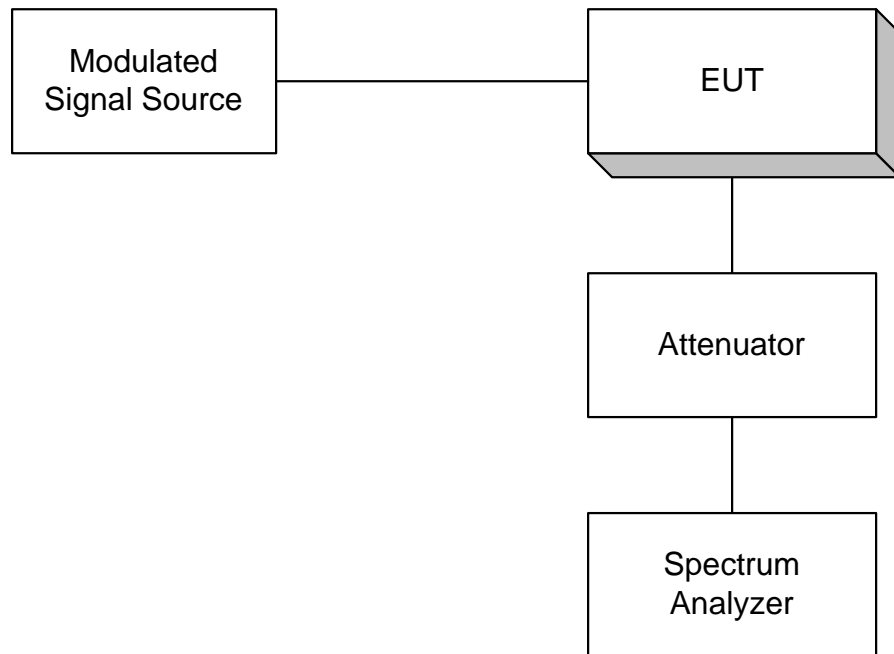 Modulated
Signal Source
EUT
Attenuator
Spectrum
Analyzer